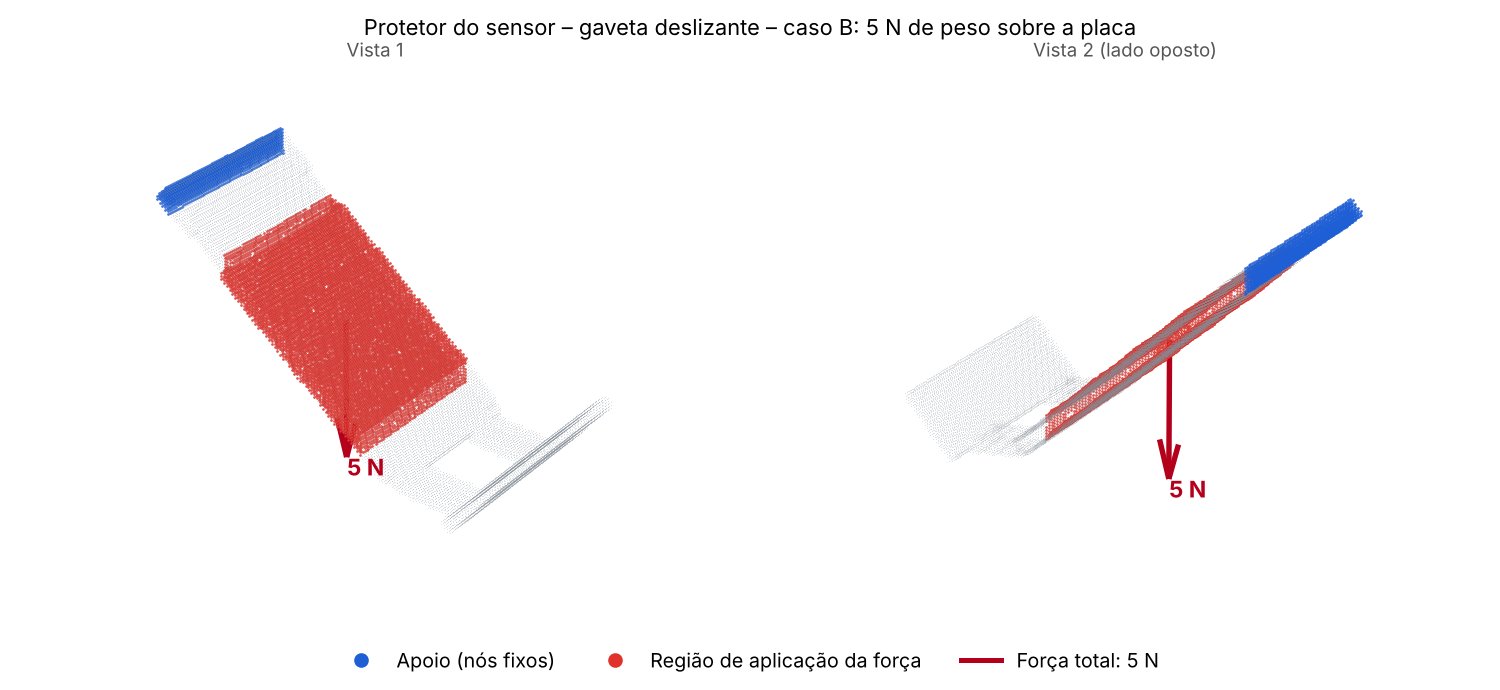 Protetor do sensor – gaveta deslizante – caso B: 5 N de peso sobre a placa
Vista 1
Vista 2 (lado oposto)
5 N
5 N
Apoio (nós fixos)
Região de aplicação da força
Força total: 5 N